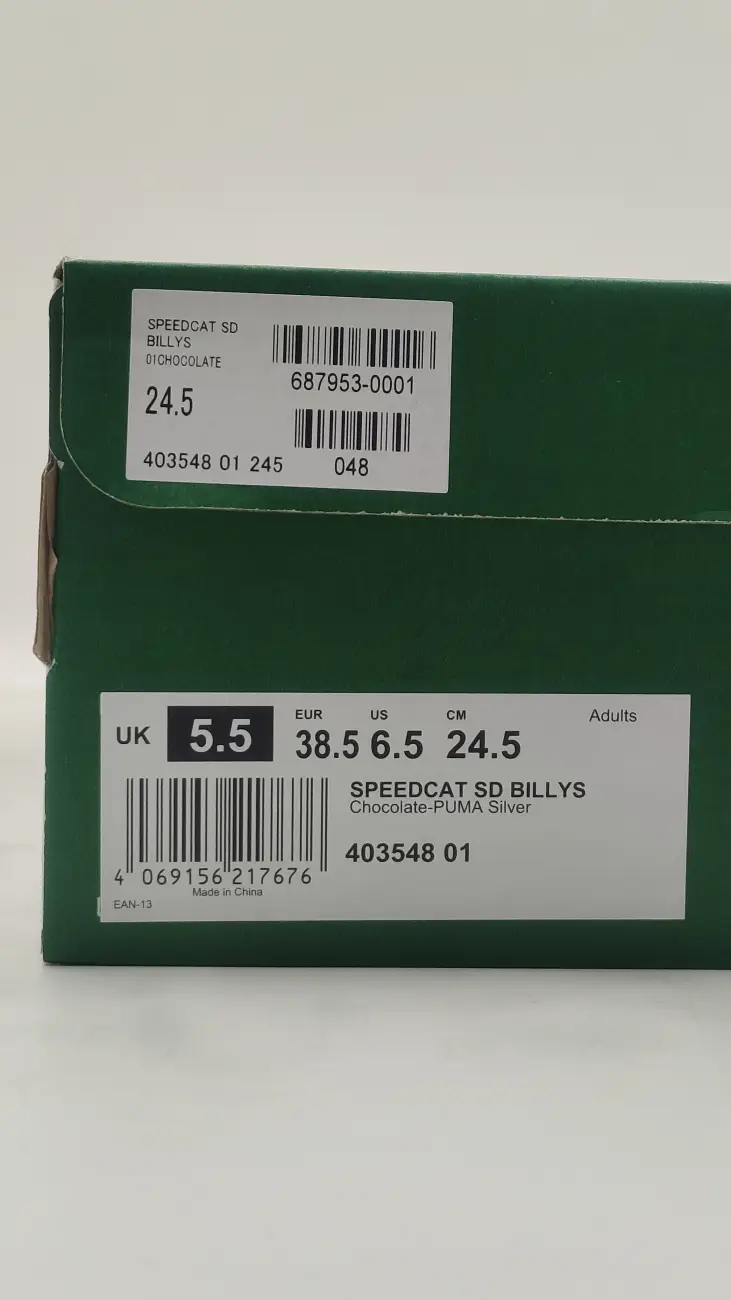 SPEEDCAT SD
BILLYS
01CHOCOLATE
687953-0001
24.5
403548 01 245
048
UK 5.5
EUR US CM
38.5 6.5 24.5
Adults
SPEEDCAT SD BILLYS
Chocolate-PUMA Silver
403548 01
4 069156 217676
Made in China
EAN-13